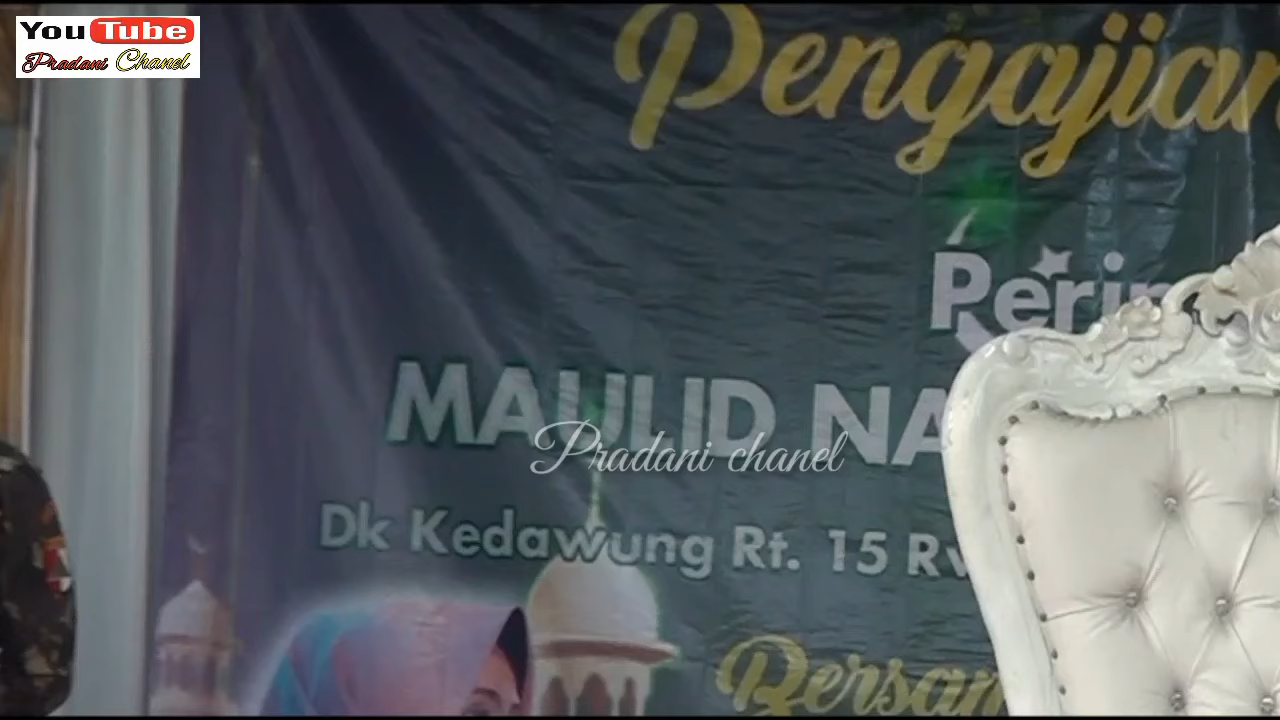 YouTube
Pradani Chanel
Pengajian
Perin
MAULID NA
Pradani chanel
Dk Kedawung Rt. 15 Rw
Bersam